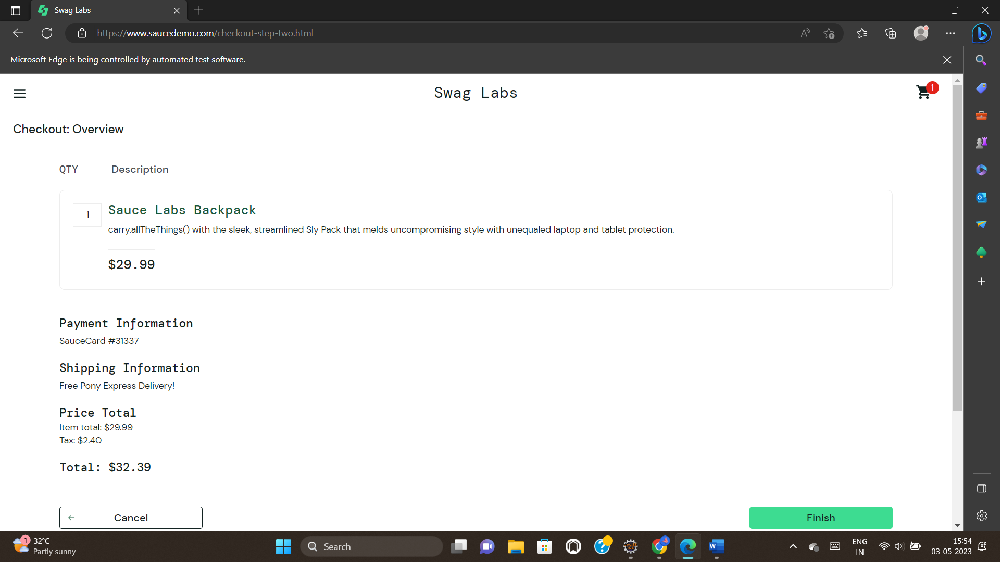 Swag Labs
https://www.saucedemo.com/checkout-step-two.html
Microsoft Edge is being controlled by automated test software.
Swag Labs
1
Checkout: Overview
QTY Description
1
Sauce Labs Backpack
carry.allTheThings() with the sleek, streamlined Sly Pack that melds uncompromising style with unequaled laptop and tablet protection.
$29.99
Payment Information
SauceCard #31337
Shipping Information
Free Pony Express Delivery!
Price Total
Item total: $29.99
Tax: $2.40
Total: $32.39
Cancel
Finish
1
32°C
Partly sunny
Search
ENG
IN
15:54
03-05-2023